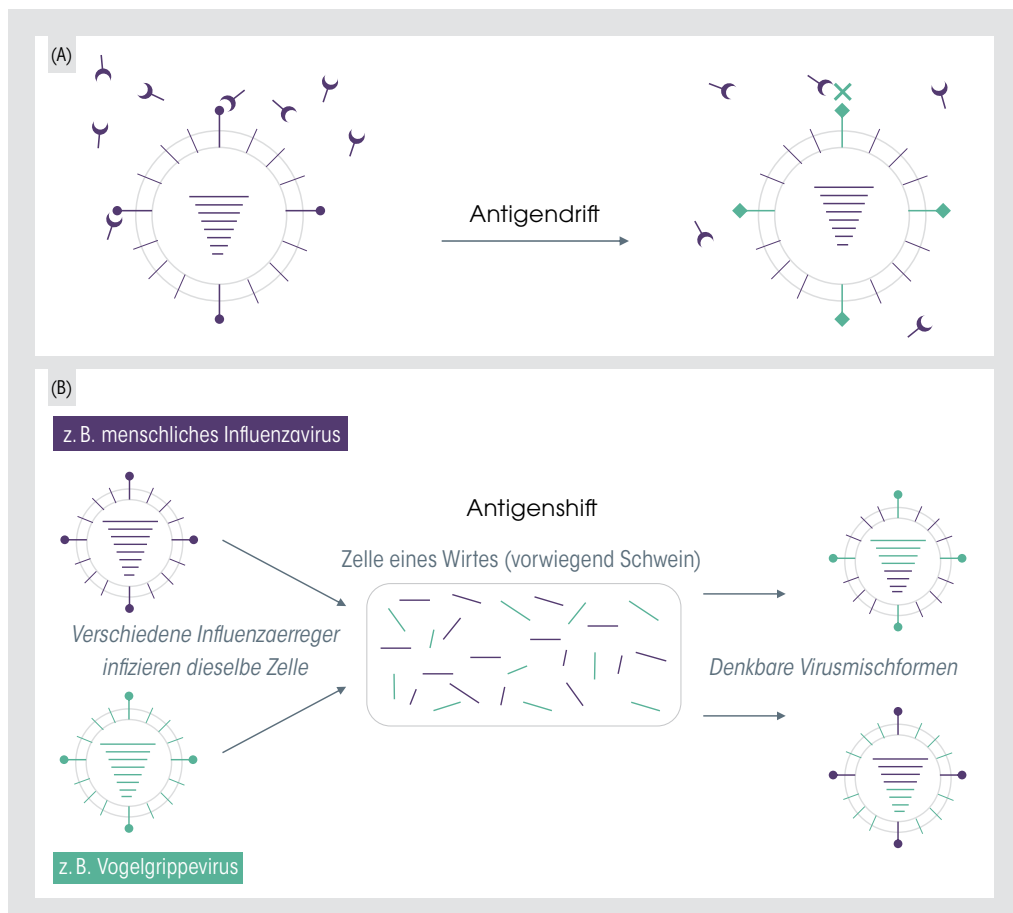 (A)
Antigendrift
(B)
z. B. menschliches Influenzavirus
Antigenshift
Zelle eines Wirtes (vorwiegend Schwein)
Verschiedene Influenzaerreger
infizieren dieselbe Zelle
Denkbare Virusmischformen
z. B. Vogelgrippevirus